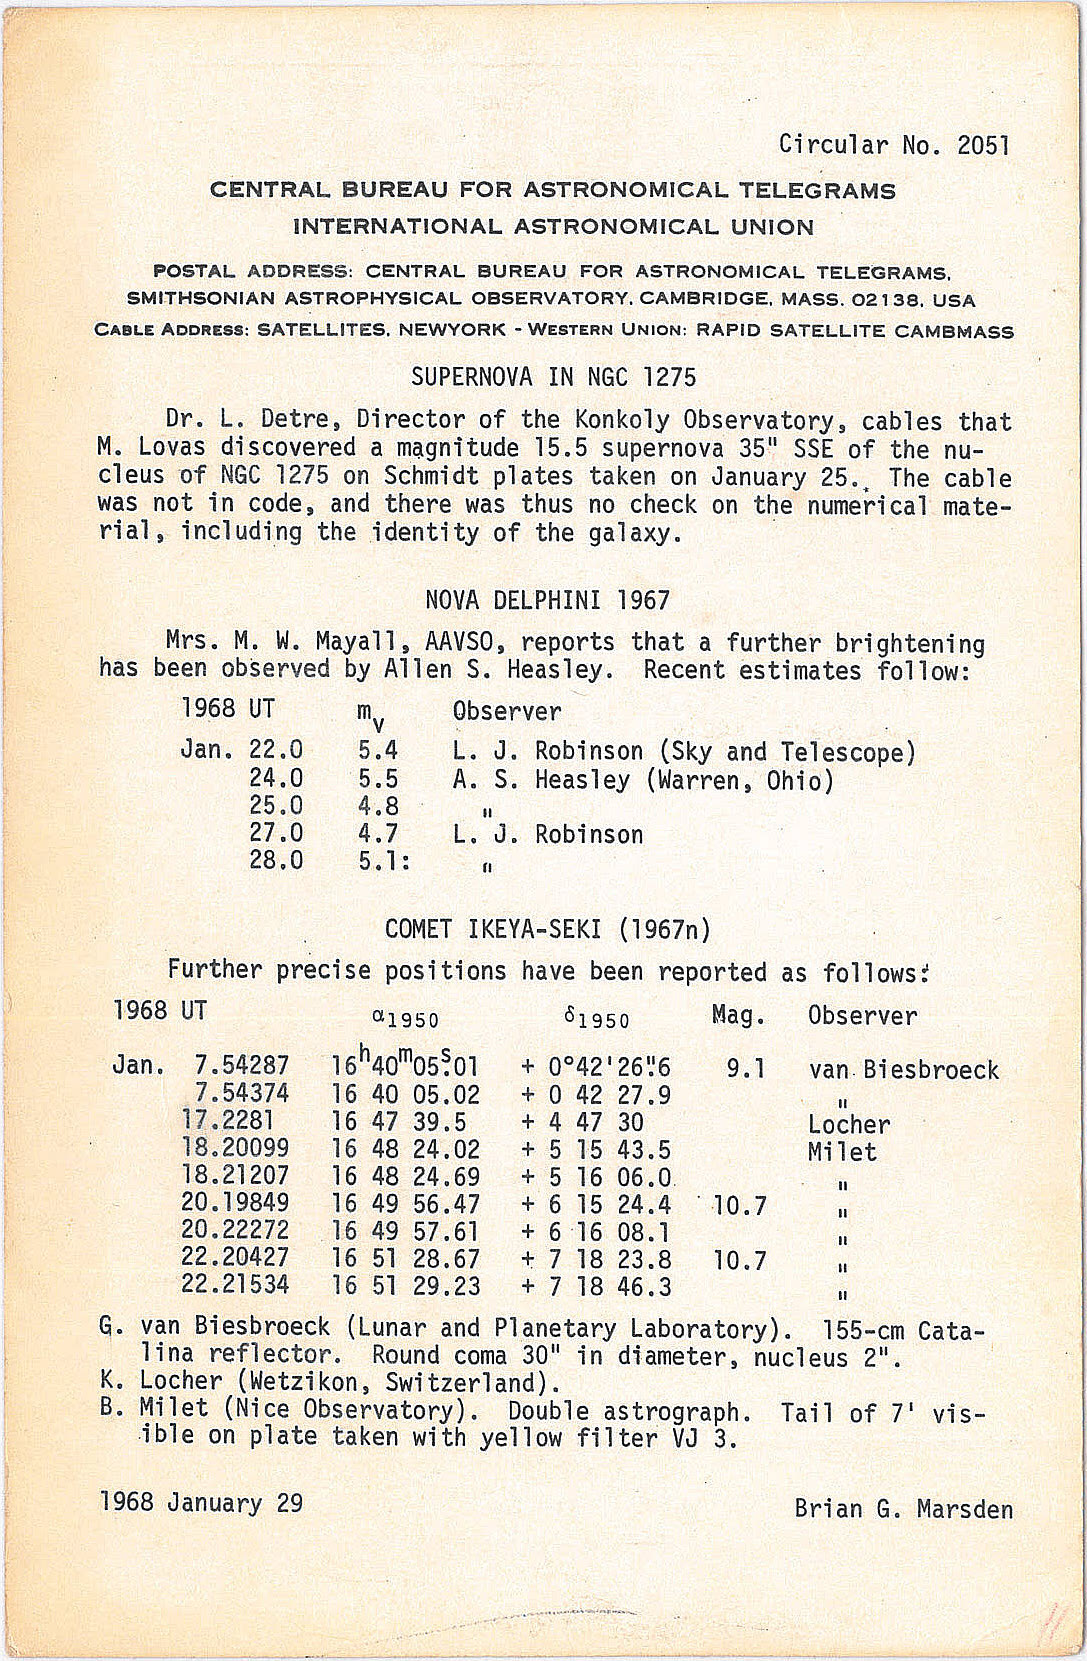 Circular No. 2051
CENTRAL BUREAU FOR ASTRONOMICAL TELEGRAMS
INTERNATIONAL ASTRONOMICAL UNION
POSTAL ADDRESS: CENTRAL BUREAU FOR ASTRONOMICAL TELEGRAMS,
SMITHSONIAN ASTROPHYSICAL OBSERVATORY, CAMBRIDGE, MASS. 02138, USA
CABLE ADDRESS: SATELLITES, NEWYORK - WESTERN UNION: RAPID SATELLITE CAMBMASS
SUPERNOVA IN NGC 1275
Dr. L. Detre, Director of the Konkoly Observatory, cables that
M. Lovas discovered a magnitude 15.5 supernova 35" SSE of the nu-
cleus of NGC 1275 on Schmidt plates taken on January 25. The cable
was not in code, and there was thus no check on the numerical mate-
rial, including the identity of the galaxy.
NOVA DELPHINI 1967
Mrs. M. W. Mayall, AAVSO, reports that a further brightening
has been observed by Allen S. Heasley. Recent estimates follow:
1968 UT mv Observer
Jan. 22.0 5.4 L. J. Robinson (Sky and Telescope)
24.0 5.5 A. S. Heasley (Warren, Ohio)
25.0 4.8 "
27.0 4.7 L. J. Robinson
28.0 5.1: "
COMET IKEYA-SEKI (1967n)
Further precise positions have been reported as follows:
1968 UT α1950 δ1950 Mag. Observer
Jan. 7.54287 16h40m05s.01 + 0°42'26".6 9.1 van Biesbroeck
7.54374 16 40 05.02 + 0 42 27.9 "
17.2281 16 47 39.5 + 4 47 30 Locher
18.20099 16 48 24.02 + 5 15 43.5 Milet
18.21207 16 48 24.69 + 5 16 06.0 "
20.19849 16 49 56.47 + 6 15 24.4 10.7 "
20.22272 16 49 57.61 + 6 16 08.1 "
22.20427 16 51 28.67 + 7 18 23.8 10.7 "
22.21534 16 51 29.23 + 7 18 46.3 "
G. van Biesbroeck (Lunar and Planetary Laboratory). 155-cm Cata-
lina reflector. Round coma 30" in diameter, nucleus 2".
K. Locher (Wetzikon, Switzerland).
B. Milet (Nice Observatory). Double astrograph. Tail of 7' vis-
ible on plate taken with yellow filter VJ 3.
1968 January 29 Brian G. Marsden